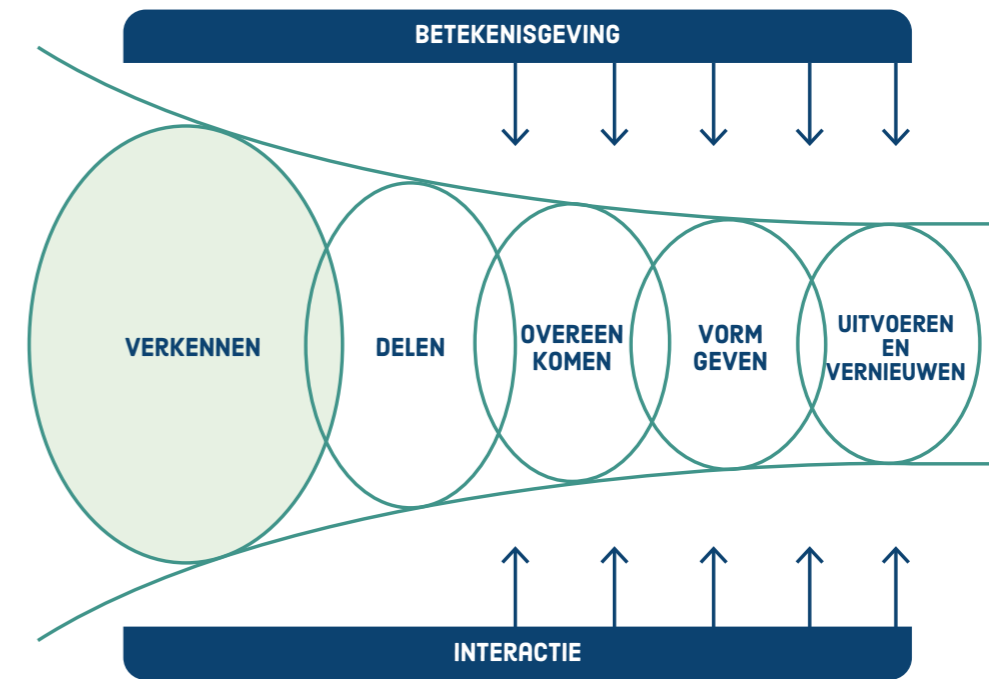 BETEKENISGEVING
VERKENNEN
DELEN
OVEREEN
KOMEN
VORM
GEVEN
UITVOEREN
EN
VERNIEUWEN
INTERACTIE